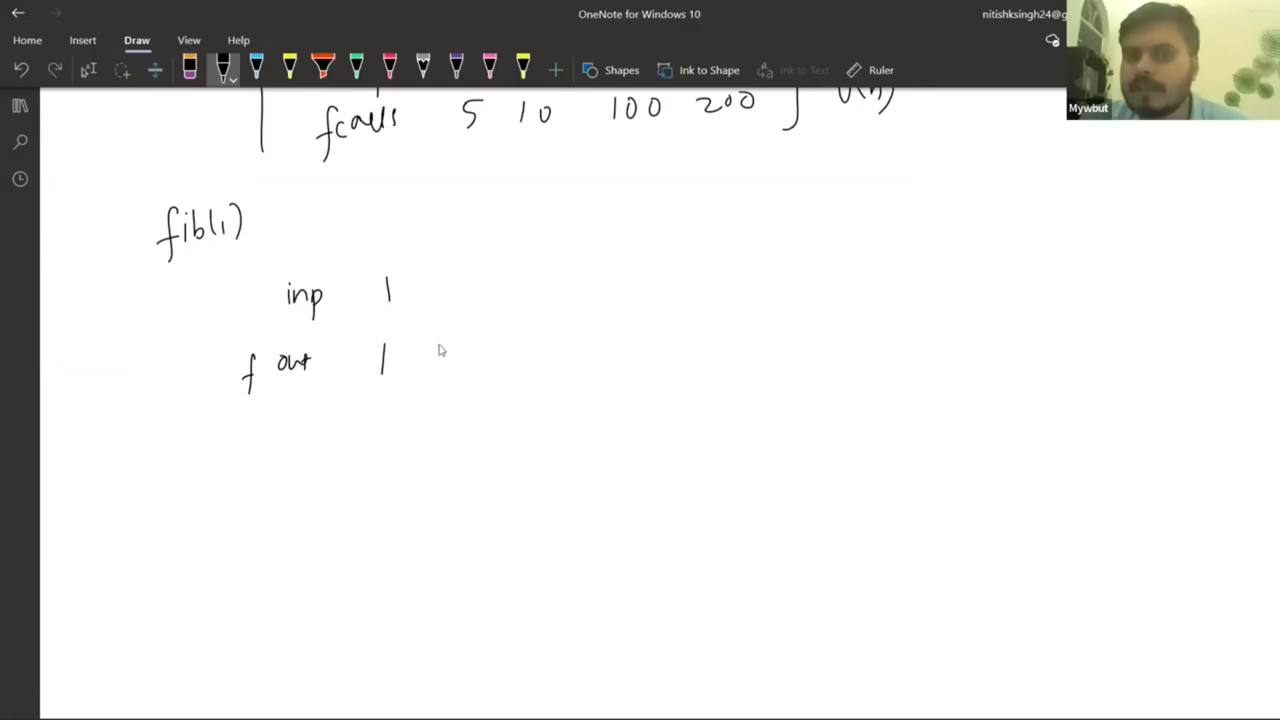 OneNote for Windows 10
nitishksingh24@g
Home Insert Draw View Help
Shapes Ink to Shape Ink to Text Ruler
Mywbut
fcalls 5 10 100 200
fib(1)
inp 1
f out 1